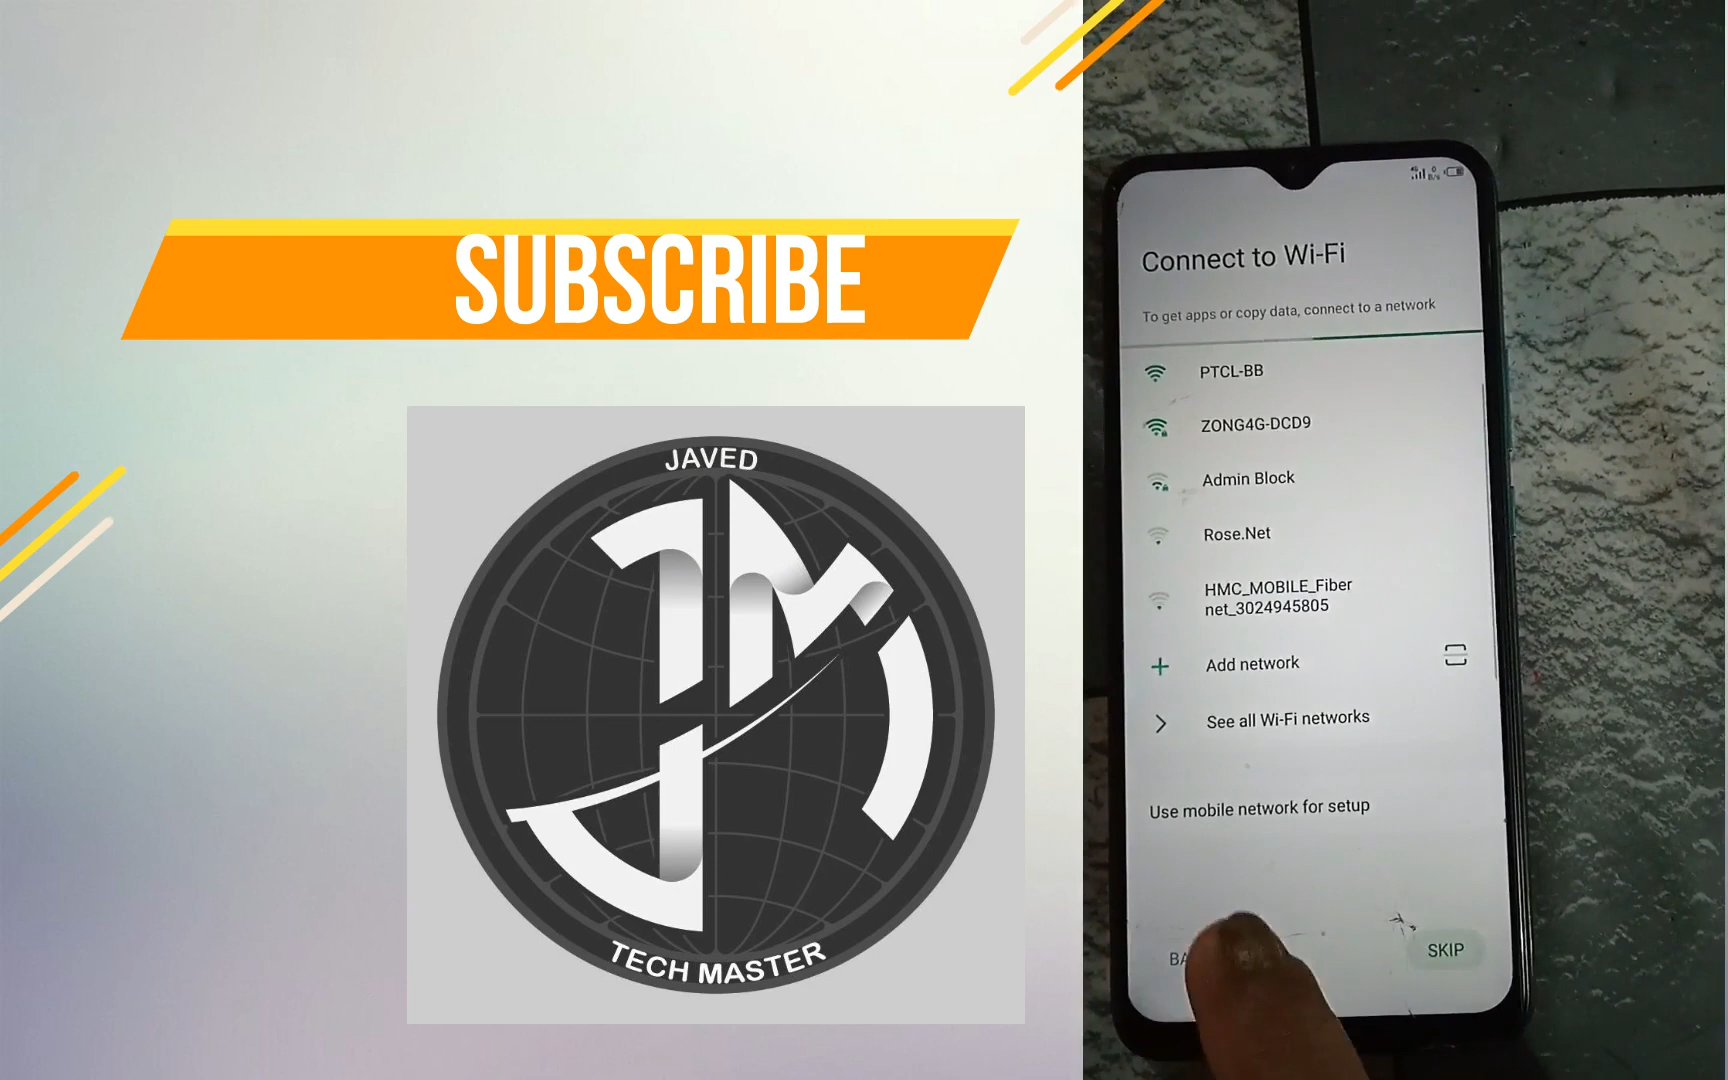 SUBSCRIBE
JAVED
TECH MASTER
Connect to Wi-Fi
To get apps or copy data, connect to a network
PTCL-BB
ZONG4G-DCD9
Admin Block
Rose.Net
HMC_MOBILE_Fiber
net_3024945805
Add network
See all Wi-Fi networks
Use mobile network for setup
SKIP